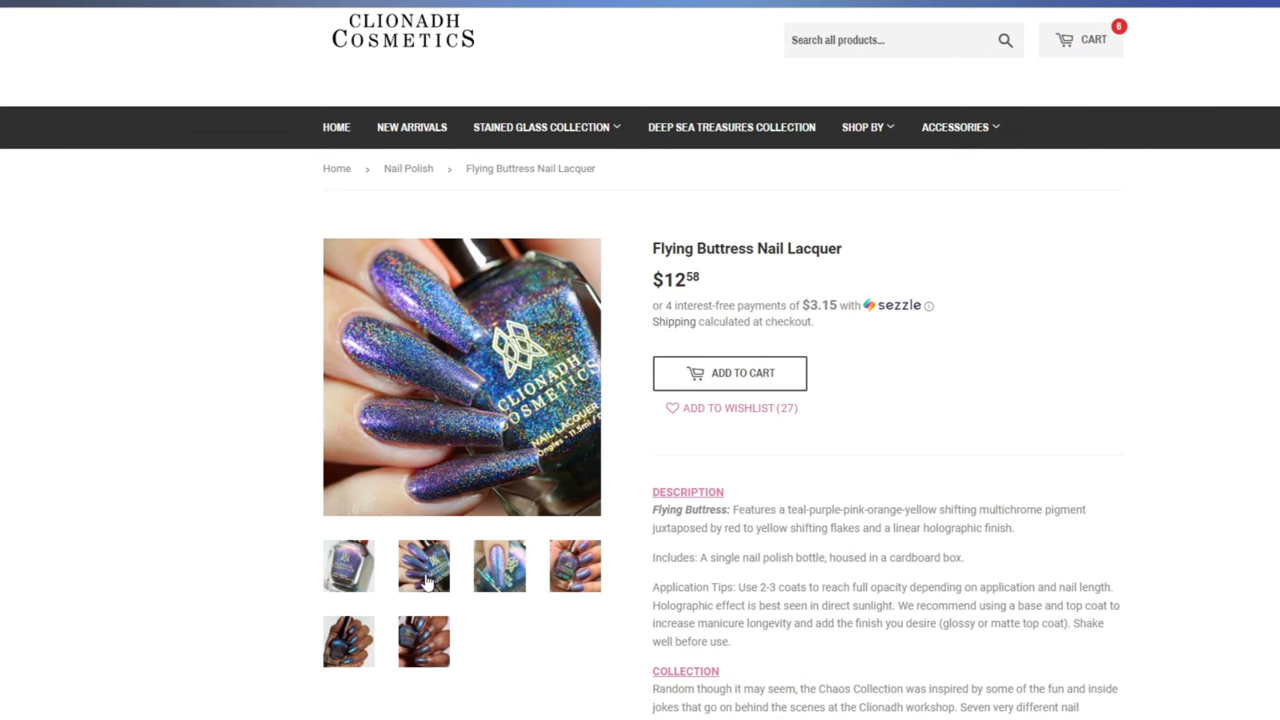 CLIONADH
COSMETICS
Search all products...
CART
6
HOME
NEW ARRIVALS
STAINED GLASS COLLECTION
DEEP SEA TREASURES COLLECTION
SHOP BY
ACCESSORIES
Home › Nail Polish › Flying Buttress Nail Lacquer
CLIONADH
COSMETICS
NAIL LACQUER
Ongles • 11.5ml /
Flying Buttress Nail Lacquer
$12 58
or 4 interest-free payments of $3.15 with sezzle
Shipping calculated at checkout.
ADD TO CART
ADD TO WISHLIST (27)
DESCRIPTION
Flying Buttress: Features a teal-purple-pink-orange-yellow shifting multichrome pigment
juxtaposed by red to yellow shifting flakes and a linear holographic finish.
Includes: A single nail polish bottle, housed in a cardboard box.
Application Tips: Use 2-3 coats to reach full opacity depending on application and nail length.
Holographic effect is best seen in direct sunlight. We recommend using a base and top coat to
increase manicure longevity and add the finish you desire (glossy or matte top coat). Shake
well before use.
COLLECTION
Random though it may seem, the Chaos Collection was inspired by some of the fun and inside
jokes that go on behind the scenes at the Clionadh workshop. Seven very different nail